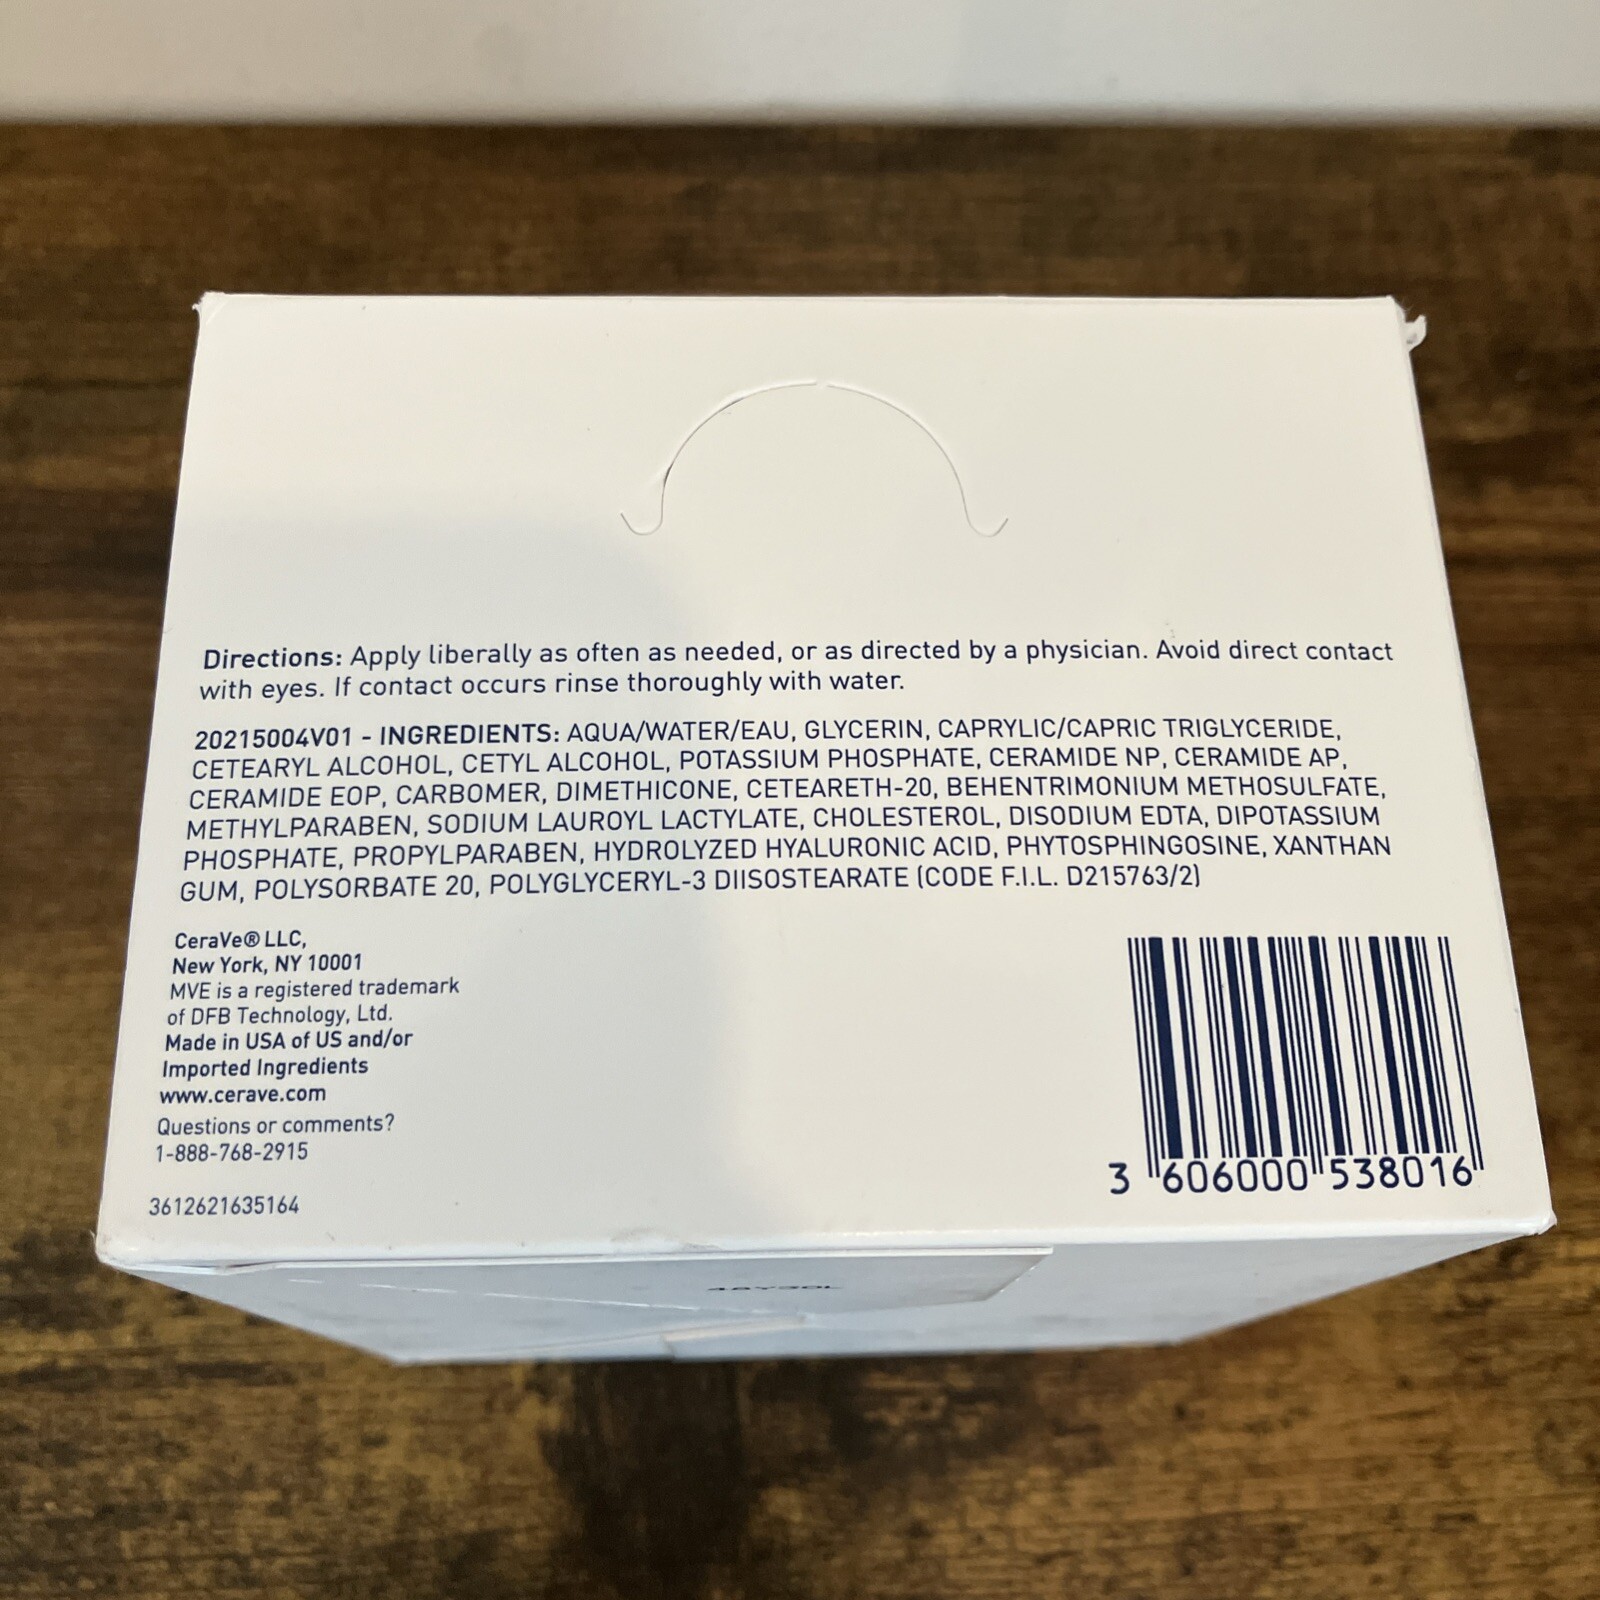 Directions: Apply liberally as often as needed, or as directed by a physician. Avoid direct contact
with eyes. If contact occurs rinse thoroughly with water.
20215004V01 - INGREDIENTS: AQUA/WATER/EAU, GLYCERIN, CAPRYLIC/CAPRIC TRIGLYCERIDE,
CETEARYL ALCOHOL, CETYL ALCOHOL, POTASSIUM PHOSPHATE, CERAMIDE NP, CERAMIDE AP,
CERAMIDE EOP, CARBOMER, DIMETHICONE, CETEARETH-20, BEHENTRIMONIUM METHOSULFATE,
METHYLPARABEN, SODIUM LAUROYL LACTYLATE, CHOLESTEROL, DISODIUM EDTA, DIPOTASSIUM
PHOSPHATE, PROPYLPARABEN, HYDROLYZED HYALURONIC ACID, PHYTOSPHINGOSINE, XANTHAN
GUM, POLYSORBATE 20, POLYGLYCERYL-3 DIISOSTEARATE (CODE F.I.L. D215763/2)
CeraVe® LLC,
New York, NY 10001
MVE is a registered trademark
of DFB Technology, Ltd.
Made in USA of US and/or
Imported Ingredients
www.cerave.com
Questions or comments?
1-888-768-2915
3612621635164
3 606000 538016